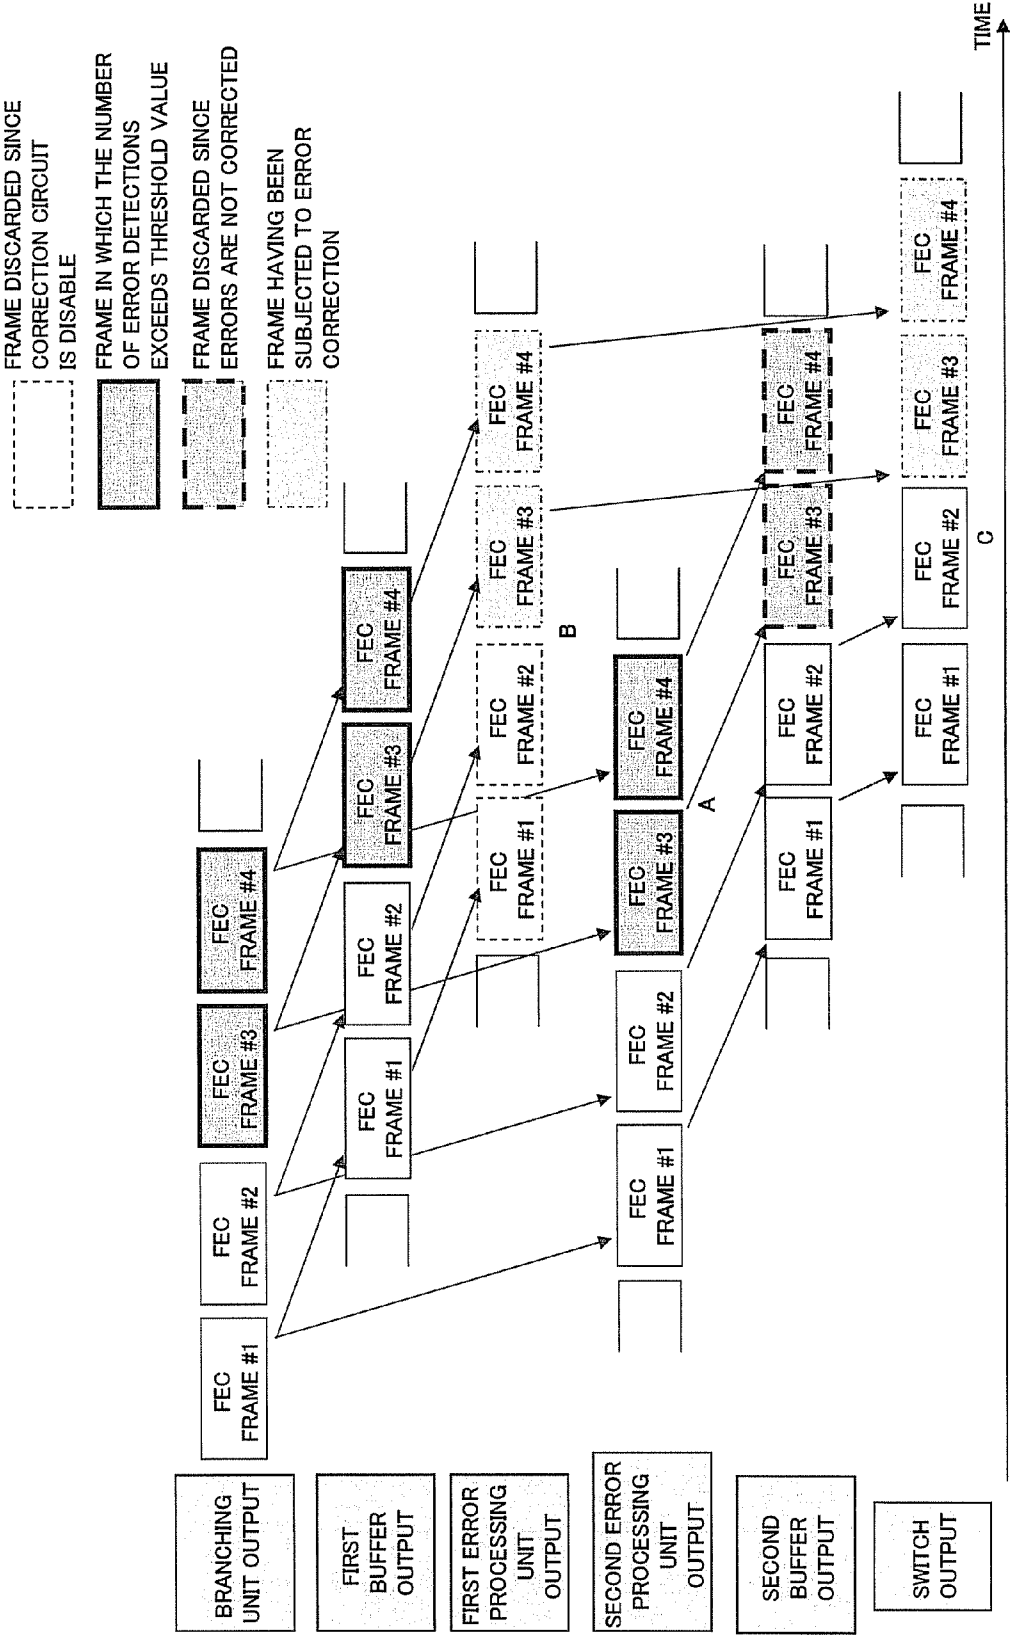 FRAME DISCARDED SINCE
CORRECTION CIRCUIT
IS DISABLE
FRAME IN WHICH THE NUMBER
OF ERROR DETECTIONS
EXCEEDS THRESHOLD VALUE
FRAME DISCARDED SINCE
ERRORS ARE NOT CORRECTED
FRAME HAVING BEEN
SUBJECTED TO ERROR
CORRECTION
BRANCHING
UNIT OUTPUT
FEC
FRAME #1
FEC
FRAME #2
FEC
FRAME #3
FEC
FRAME #4
FIRST
BUFFER
OUTPUT
FEC
FRAME #1
FEC
FRAME #2
FEC
FRAME #3
FEC
FRAME #4
FIRST ERROR
PROCESSING
UNIT
OUTPUT
FEC
FRAME #1
FEC
FRAME #2
FEC
FRAME #3
FEC
FRAME #4
B
SECOND ERROR
PROCESSING
UNIT
OUTPUT
FEC
FRAME #1
FEC
FRAME #2
FEC
FRAME #3
FEC
FRAME #4
A
SECOND
BUFFER
OUTPUT
FEC
FRAME #1
FEC
FRAME #2
FEC
FRAME #3
FEC
FRAME #4
SWITCH
OUTPUT
FEC
FRAME #1
FEC
FRAME #2
FEC
FRAME #3
FEC
FRAME #4
C
TIME